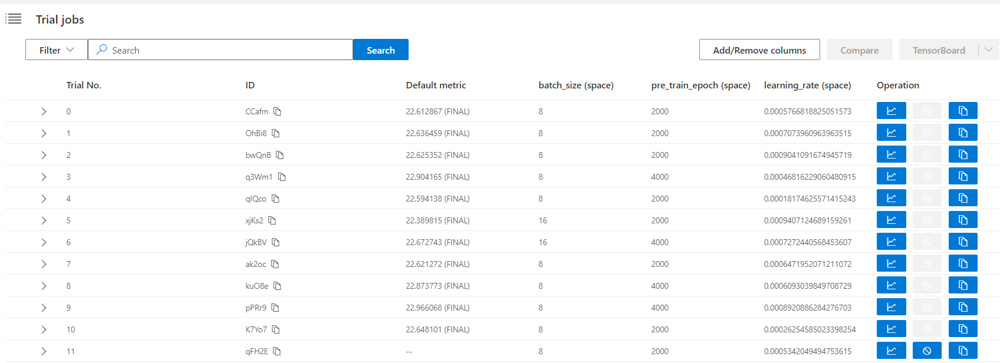 Trial jobs
Filter Search Search Add/Remove columns Compare TensorBoard
Trial No. ID Default metric batch_size (space) pre_train_epoch (space) learning_rate (space) Operation
0 CCafm 22.612867 (FINAL) 8 2000 0.0005766818825051573
1 OhBi8 22.636459 (FINAL) 8 2000 0.0007073960963963515
2 bwQnB 22.625352 (FINAL) 8 2000 0.0009041091674945719
3 q3Wm1 22.904165 (FINAL) 8 4000 0.00046816229060480915
4 qIQco 22.594138 (FINAL) 8 2000 0.00018174625571415243
5 xjKs2 22.389815 (FINAL) 16 2000 0.0009407124689159261
6 jQkBV 22.672743 (FINAL) 16 4000 0.0007272440568453607
7 ak2oc 22.621272 (FINAL) 8 2000 0.0006471952071211072
8 kuO8e 22.873773 (FINAL) 8 4000 0.0006093039849708729
9 pPRr9 22.966068 (FINAL) 8 4000 0.0008920886284276703
10 K7Yo7 22.648101 (FINAL) 8 2000 0.00026254585023398254
11 qFH2E -- 8 2000 0.0005342049494753615